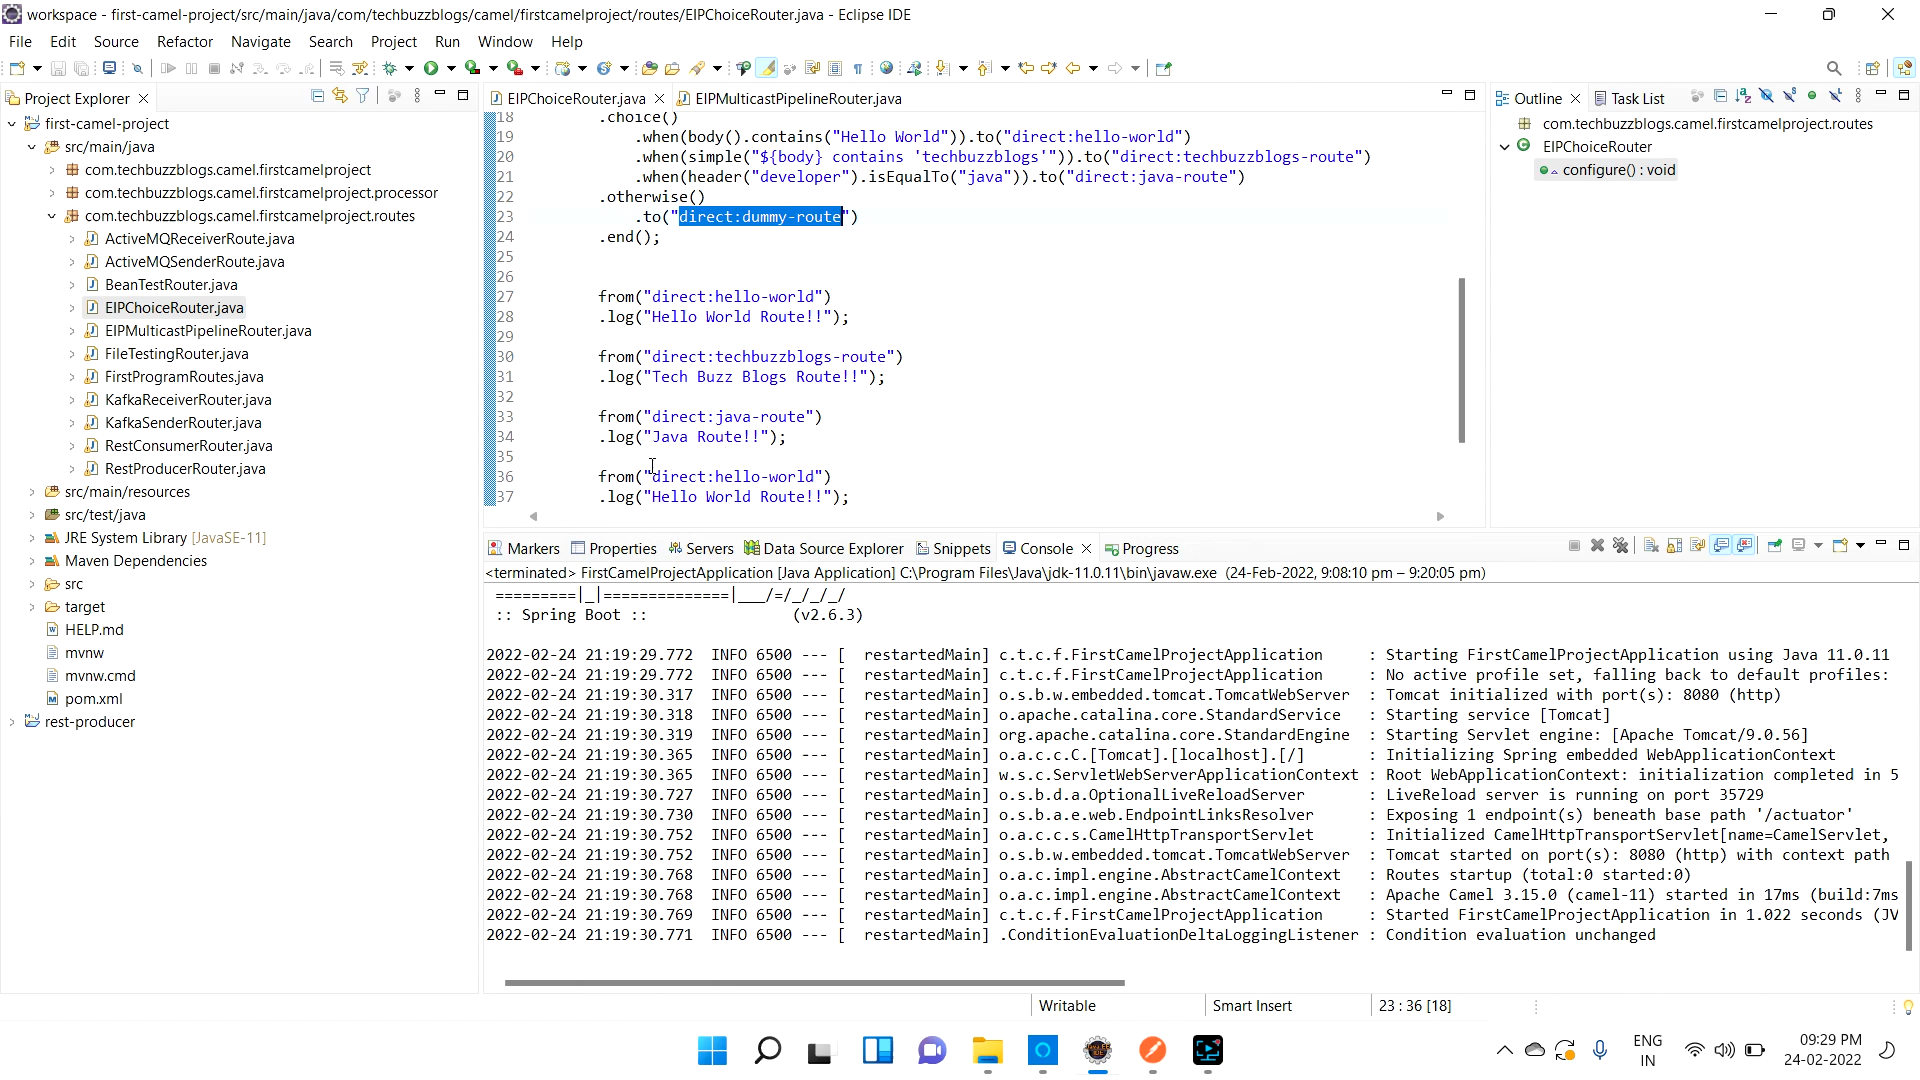 workspace - first-camel-project/src/main/java/com/techbuzzblogs/camel/firstcamelproject/routes/EIPChoiceRouter.java - Eclipse IDE
File Edit Source Refactor Navigate Search Project Run Window Help
Project Explorer
first-camel-project
src/main/java
com.techbuzzblogs.camel.firstcamelproject
com.techbuzzblogs.camel.firstcamelproject.processor
com.techbuzzblogs.camel.firstcamelproject.routes
ActiveMQReceiverRoute.java
ActiveMQSenderRoute.java
BeanTestRouter.java
EIPChoiceRouter.java
EIPMulticastPipelineRouter.java
FileTestingRouter.java
FirstProgramRoutes.java
KafkaReceiverRouter.java
KafkaSenderRouter.java
RestConsumerRouter.java
RestProducerRouter.java
src/main/resources
src/test/java
JRE System Library [JavaSE-11]
Maven Dependencies
src
target
HELP.md
mvnw
mvnw.cmd
pom.xml
rest-producer
EIPChoiceRouter.java EIPMulticastPipelineRouter.java
18 .choice()
19 .when(body().contains("Hello World")).to("direct:hello-world")
20 .when(simple("${body} contains 'techbuzzblogs'")).to("direct:techbuzzblogs-route")
21 .when(header("developer").isEqualTo("java")).to("direct:java-route")
22 .otherwise()
23 .to("direct:dummy-route")
24 .end();
25
26
27 from("direct:hello-world")
28 .log("Hello World Route!!");
29
30 from("direct:techbuzzblogs-route")
31 .log("Tech Buzz Blogs Route!!");
32
33 from("direct:java-route")
34 .log("Java Route!!");
35
36 from("direct:hello-world")
37 .log("Hello World Route!!");
Outline Task List
com.techbuzzblogs.camel.firstcamelproject.routes
EIPChoiceRouter
configure() : void
Markers Properties Servers Data Source Explorer Snippets Console Progress
<terminated> FirstCamelProjectApplication [Java Application] C:\Program Files\Java\jdk-11.0.11\bin\javaw.exe (24-Feb-2022, 9:08:10 pm – 9:20:05 pm)
=========|_|==============|___/=/_/_/_/
:: Spring Boot :: (v2.6.3)
2022-02-24 21:19:29.772 INFO 6500 --- [ restartedMain] c.t.c.f.FirstCamelProjectApplication : Starting FirstCamelProjectApplication using Java 11.0.11
2022-02-24 21:19:29.772 INFO 6500 --- [ restartedMain] c.t.c.f.FirstCamelProjectApplication : No active profile set, falling back to default profiles:
2022-02-24 21:19:30.317 INFO 6500 --- [ restartedMain] o.s.b.w.embedded.tomcat.TomcatWebServer : Tomcat initialized with port(s): 8080 (http)
2022-02-24 21:19:30.318 INFO 6500 --- [ restartedMain] o.apache.catalina.core.StandardService : Starting service [Tomcat]
2022-02-24 21:19:30.319 INFO 6500 --- [ restartedMain] org.apache.catalina.core.StandardEngine : Starting Servlet engine: [Apache Tomcat/9.0.56]
2022-02-24 21:19:30.365 INFO 6500 --- [ restartedMain] o.a.c.c.C.[Tomcat].[localhost].[/] : Initializing Spring embedded WebApplicationContext
2022-02-24 21:19:30.365 INFO 6500 --- [ restartedMain] w.s.c.ServletWebServerApplicationContext : Root WebApplicationContext: initialization completed in 5
2022-02-24 21:19:30.727 INFO 6500 --- [ restartedMain] o.s.b.d.a.OptionalLiveReloadServer : LiveReload server is running on port 35729
2022-02-24 21:19:30.730 INFO 6500 --- [ restartedMain] o.s.b.a.e.web.EndpointLinksResolver : Exposing 1 endpoint(s) beneath base path '/actuator'
2022-02-24 21:19:30.752 INFO 6500 --- [ restartedMain] o.a.c.c.s.CamelHttpTransportServlet : Initialized CamelHttpTransportServlet[name=CamelServlet,
2022-02-24 21:19:30.752 INFO 6500 --- [ restartedMain] o.s.b.w.embedded.tomcat.TomcatWebServer : Tomcat started on port(s): 8080 (http) with context path
2022-02-24 21:19:30.768 INFO 6500 --- [ restartedMain] o.a.c.impl.engine.AbstractCamelContext : Routes startup (total:0 started:0)
2022-02-24 21:19:30.768 INFO 6500 --- [ restartedMain] o.a.c.impl.engine.AbstractCamelContext : Apache Camel 3.15.0 (camel-11) started in 17ms (build:7ms
2022-02-24 21:19:30.769 INFO 6500 --- [ restartedMain] c.t.c.f.FirstCamelProjectApplication : Started FirstCamelProjectApplication in 1.022 seconds (JV
2022-02-24 21:19:30.771 INFO 6500 --- [ restartedMain] .ConditionEvaluationDeltaLoggingListener : Condition evaluation unchanged
Writable Smart Insert 23 : 36 [18]
ENG
IN
09:29 PM
24-02-2022